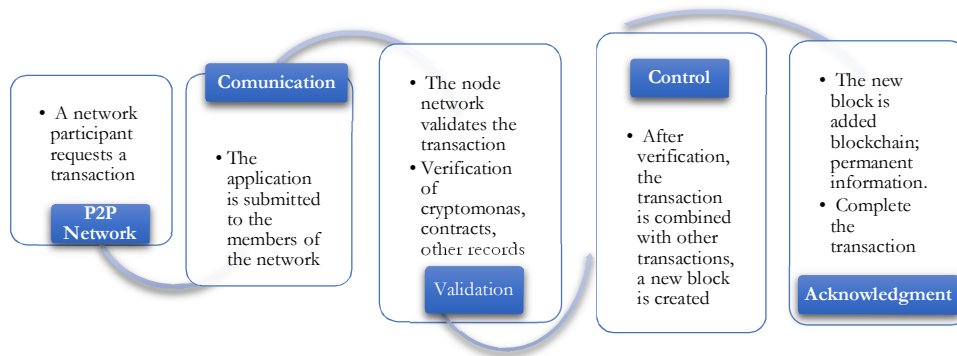 • A network
participant
requests a
transaction
P2P
Network
Comunication
• The
application
is submitted
to the
members of
the network
• The node
network
validates the
transaction
• Verification
of
cryptomonas,
contracts,
other records
Validation
Control
• After
verification,
the
transaction
is combined
with other
transactions,
a new block
is created
• The new
block is
added
blockchain;
permanent
information.
• Complete
the
transaction
Acknowledgment